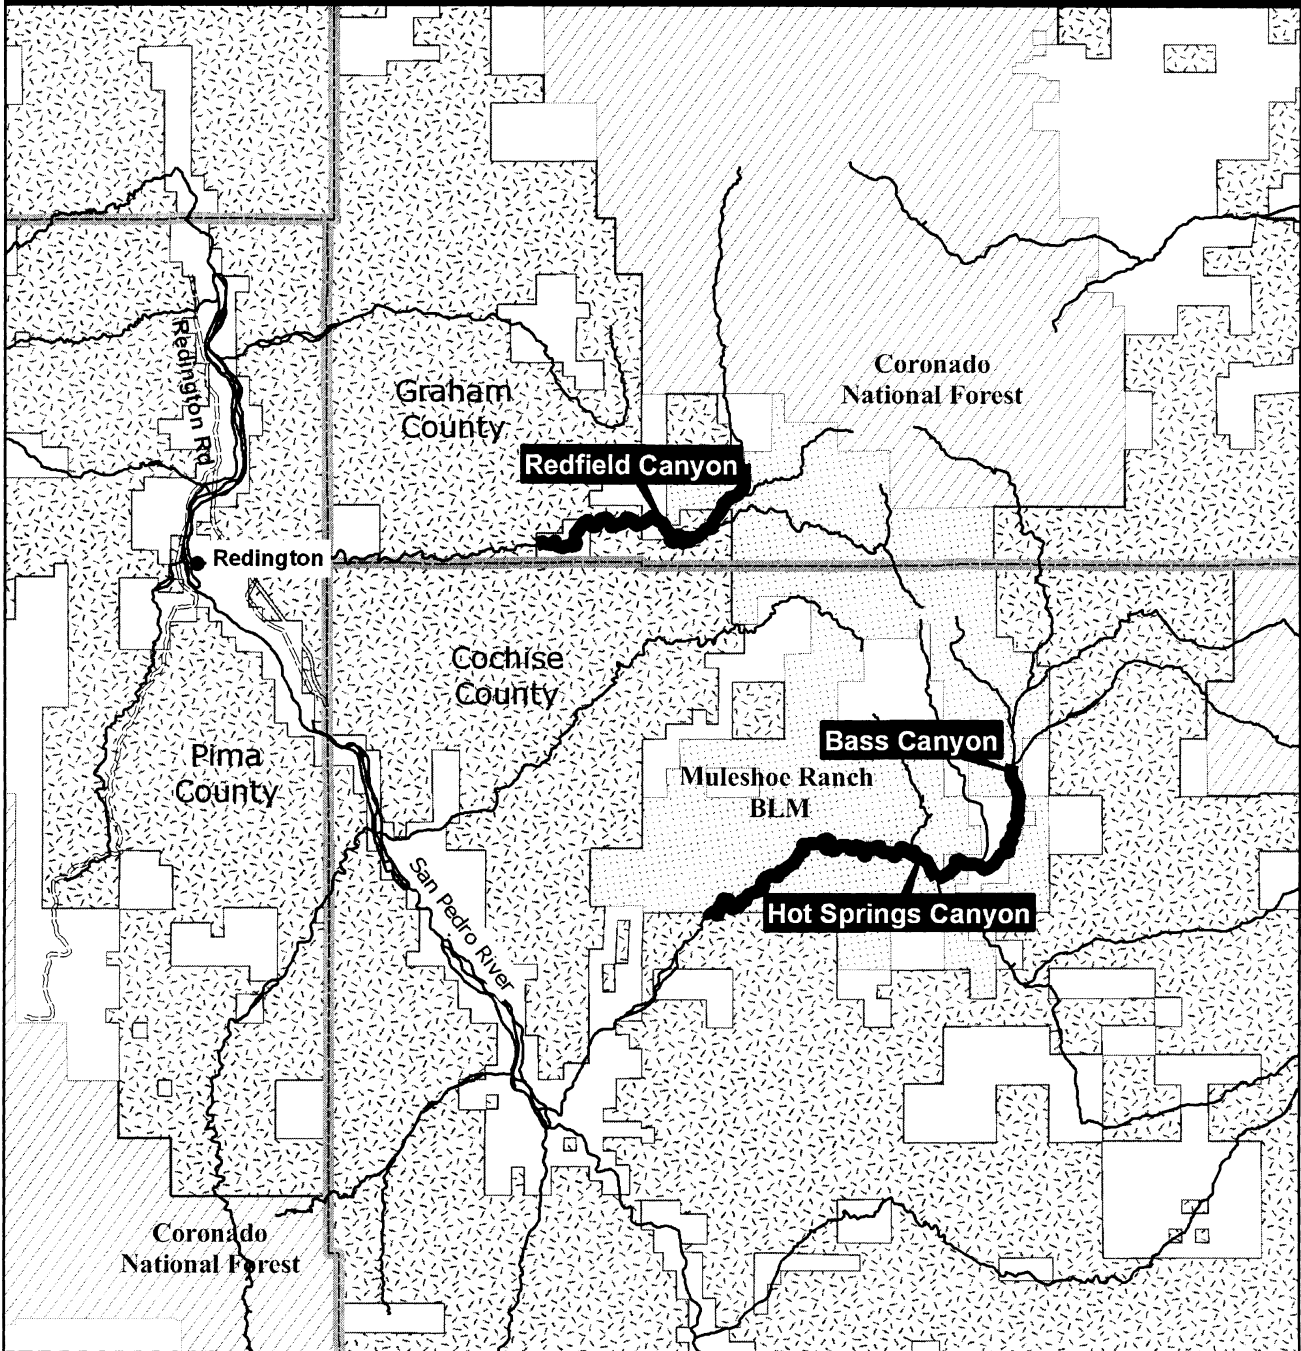 Coronado
National Forest
Redington Rd
Graham
County
Redfield Canyon
Redington
Cochise
County
Pima
County
Bass Canyon
Muleshoe Ranch
BLM
San Pedro River
Hot Springs Canyon
Coronado
National Forest